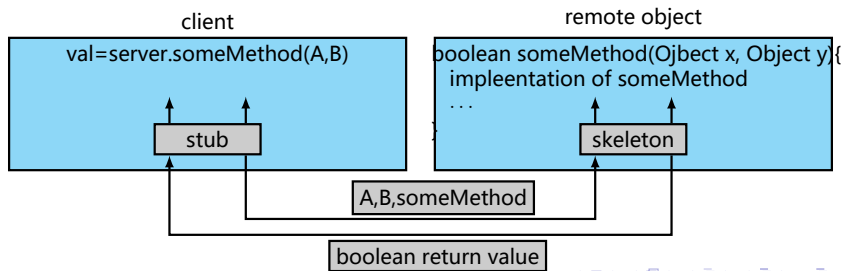 client
remote object
val=server.someMethod(A,B)
boolean someMethod(Ojbect x, Object y){
impleentation of someMethod
. . .
}
stub
skeleton
A,B,someMethod
boolean return value